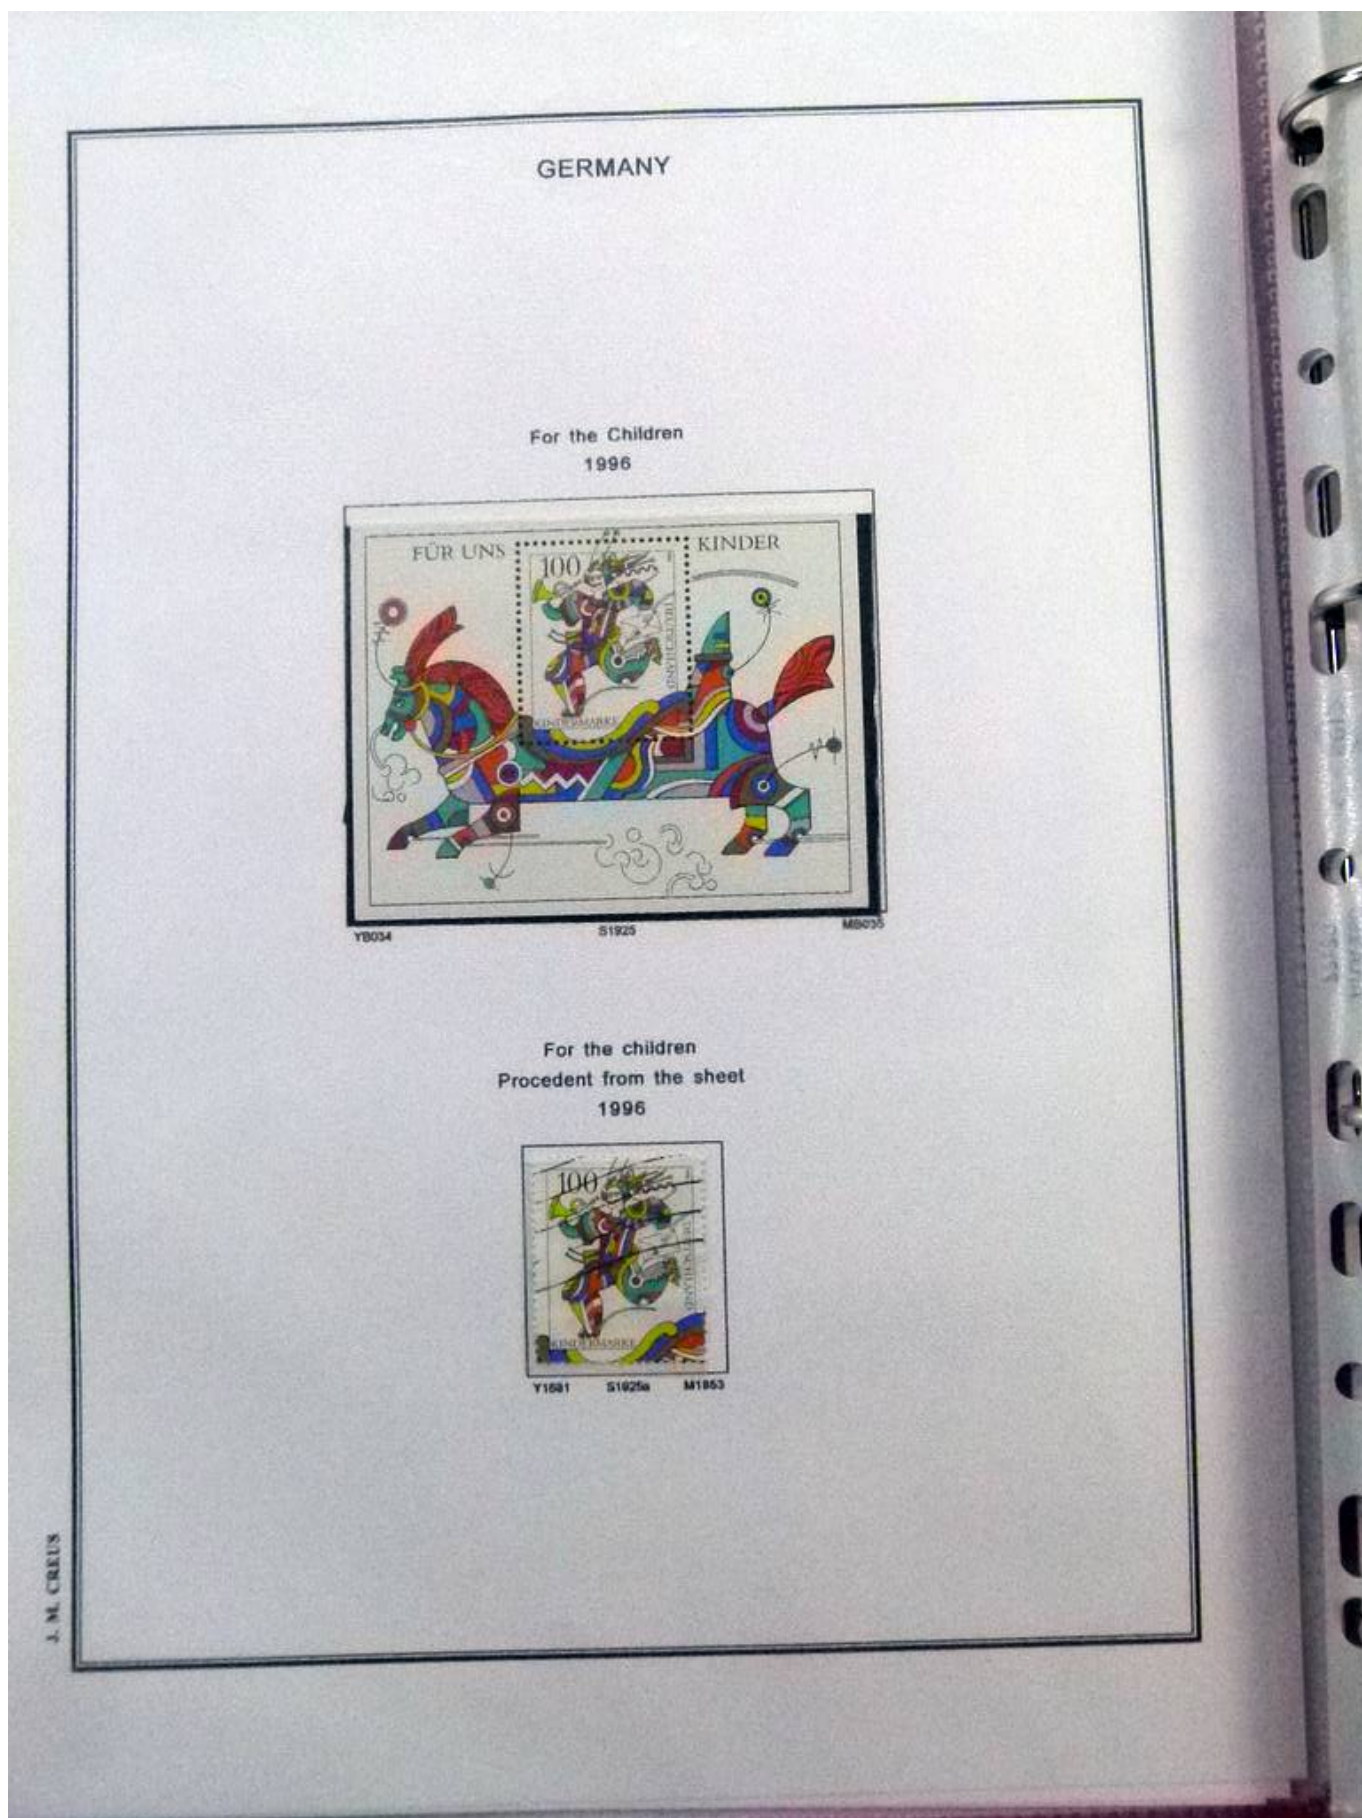 GERMANY
For the Children
1996
FÜR UNS KINDER
100
DEUTSCHLAND
KINDERMARKE
YB034 S1925 MB035
For the children
Procedent from the sheet
1996
100
DEUTSCHLAND
KINDERMARKE
Y1681 S1925a M1853
J. M. CREUS